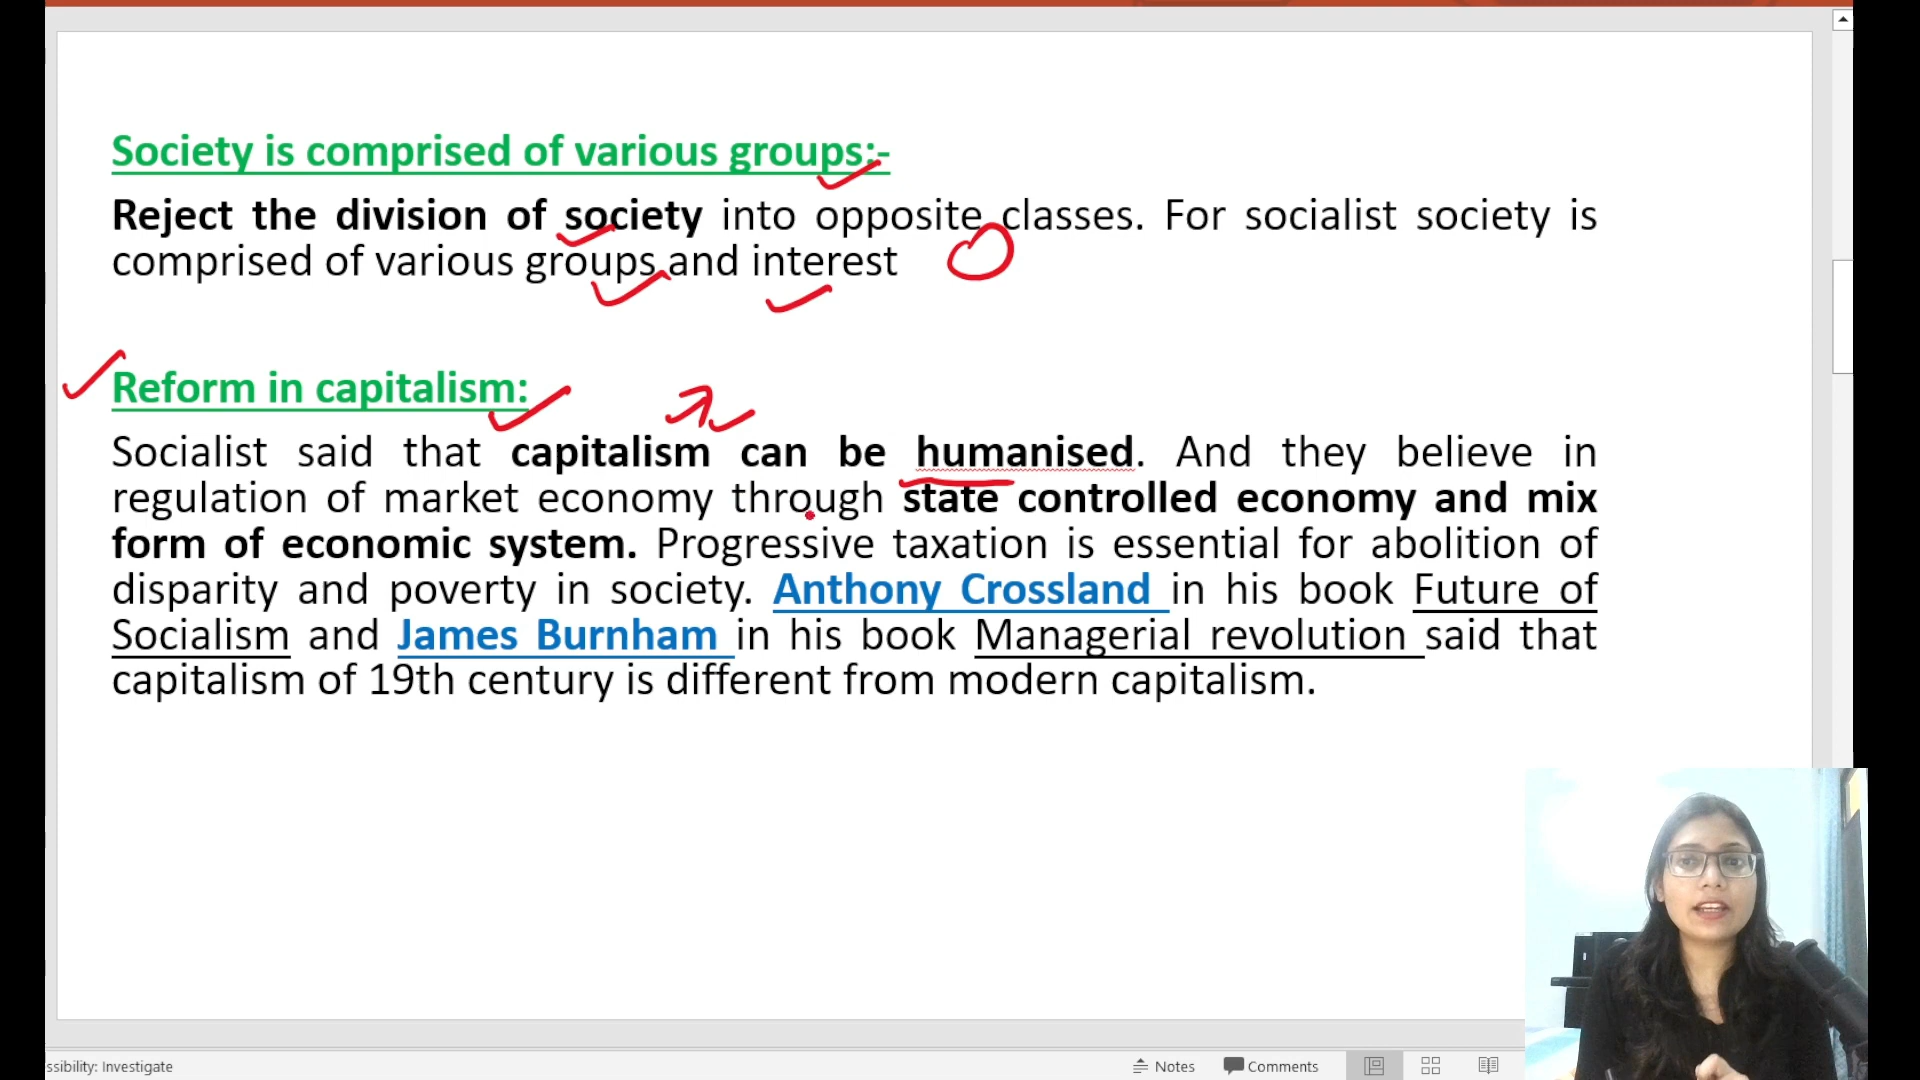 Society is comprised of various groups:-
Reject the division of society into opposite classes. For socialist society is
comprised of various groups and interest
Reform in capitalism:
Socialist said that capitalism can be humanised. And they believe in
regulation of market economy through state controlled economy and mix
form of economic system. Progressive taxation is essential for abolition of
disparity and poverty in society. Anthony Crossland in his book Future of
Socialism and James Burnham in his book Managerial revolution said that
capitalism of 19th century is different from modern capitalism.
ssibility: Investigate
Notes
Comments